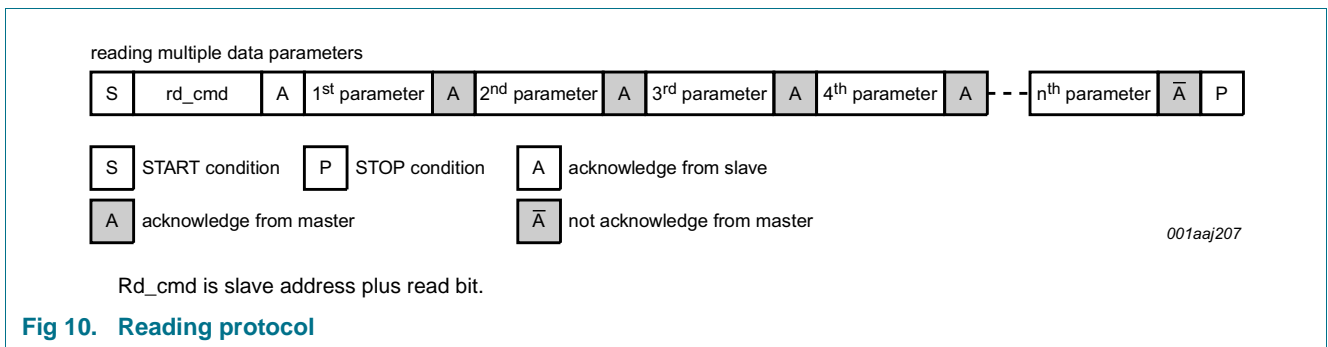 reading multiple data parameters
S rd_cmd A 1st parameter A 2nd parameter A 3rd parameter A 4th parameter A nth parameter A̅ P
S START condition P STOP condition A acknowledge from slave
A acknowledge from master A̅ not acknowledge from master
001aaj207
Rd_cmd is slave address plus read bit.
Fig 10. Reading protocol